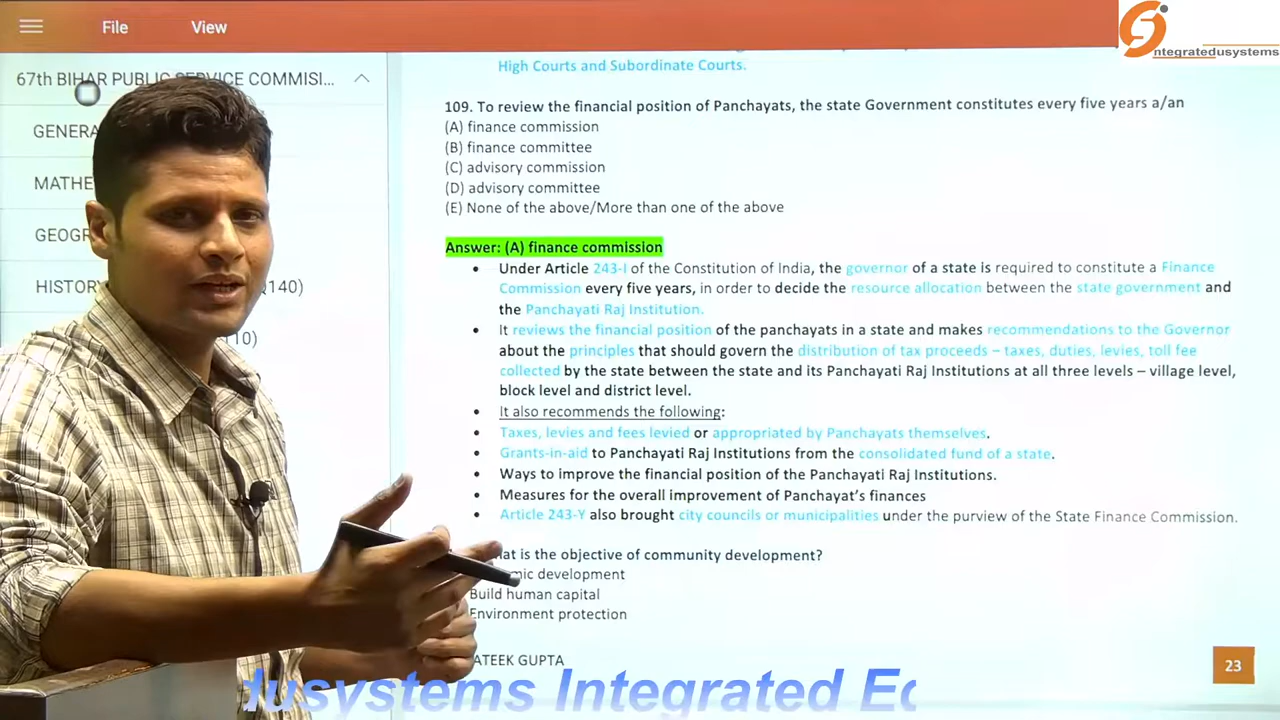 File
View
ntegratedusystems
67th BIHAR PUBLIC SERVICE COMMISI...
GENERA
MATHE
GEOGR
HISTOR Q140)
10)
High Courts and Subordinate Courts.
109. To review the financial position of Panchayats, the state Government constitutes every five years a/an
(A) finance commission
(B) finance committee
(C) advisory commission
(D) advisory committee
(E) None of the above/More than one of the above
Answer: (A) finance commission
• Under Article 243-I of the Constitution of India, the governor of a state is required to constitute a Finance
Commission every five years, in order to decide the resource allocation between the state government and
the Panchayati Raj Institution.
• It reviews the financial position of the panchayats in a state and makes recommendations to the Governor
about the principles that should govern the distribution of tax proceeds – taxes, duties, levies, toll fee
collected by the state between the state and its Panchayati Raj Institutions at all three levels – village level,
block level and district level.
• It also recommends the following:
• Taxes, levies and fees levied or appropriated by Panchayats themselves.
• Grants-in-aid to Panchayati Raj Institutions from the consolidated fund of a state.
• Ways to improve the financial position of the Panchayati Raj Institutions.
• Measures for the overall improvement of Panchayat's finances
• Article 243-Y also brought city councils or municipalities under the purview of the State Finance Commission.
hat is the objective of community development?
omic development
Build human capital
Environment protection
ATEEK GUPTA
23
dusystems Integrated Ec